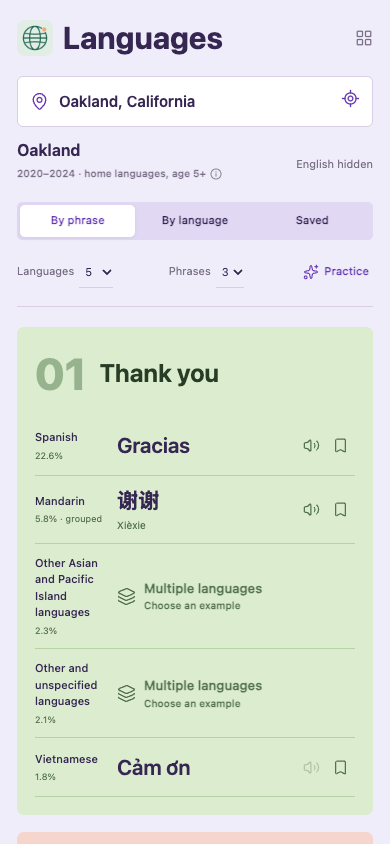 Languages
Oakland, California
Oakland
2020–2024 · home languages, age 5+
English hidden
By phrase
By language
Saved
Languages 5
Phrases 3
Practice
01 Thank you
Spanish
22.6%
Gracias
Mandarin
5.8% · grouped
谢谢
Xièxie
Other Asian
and Pacific
Island
languages
2.3%
Multiple languages
Choose an example
Other and
unspecified
languages
2.1%
Multiple languages
Choose an example
Vietnamese
1.8%
Cảm ơn